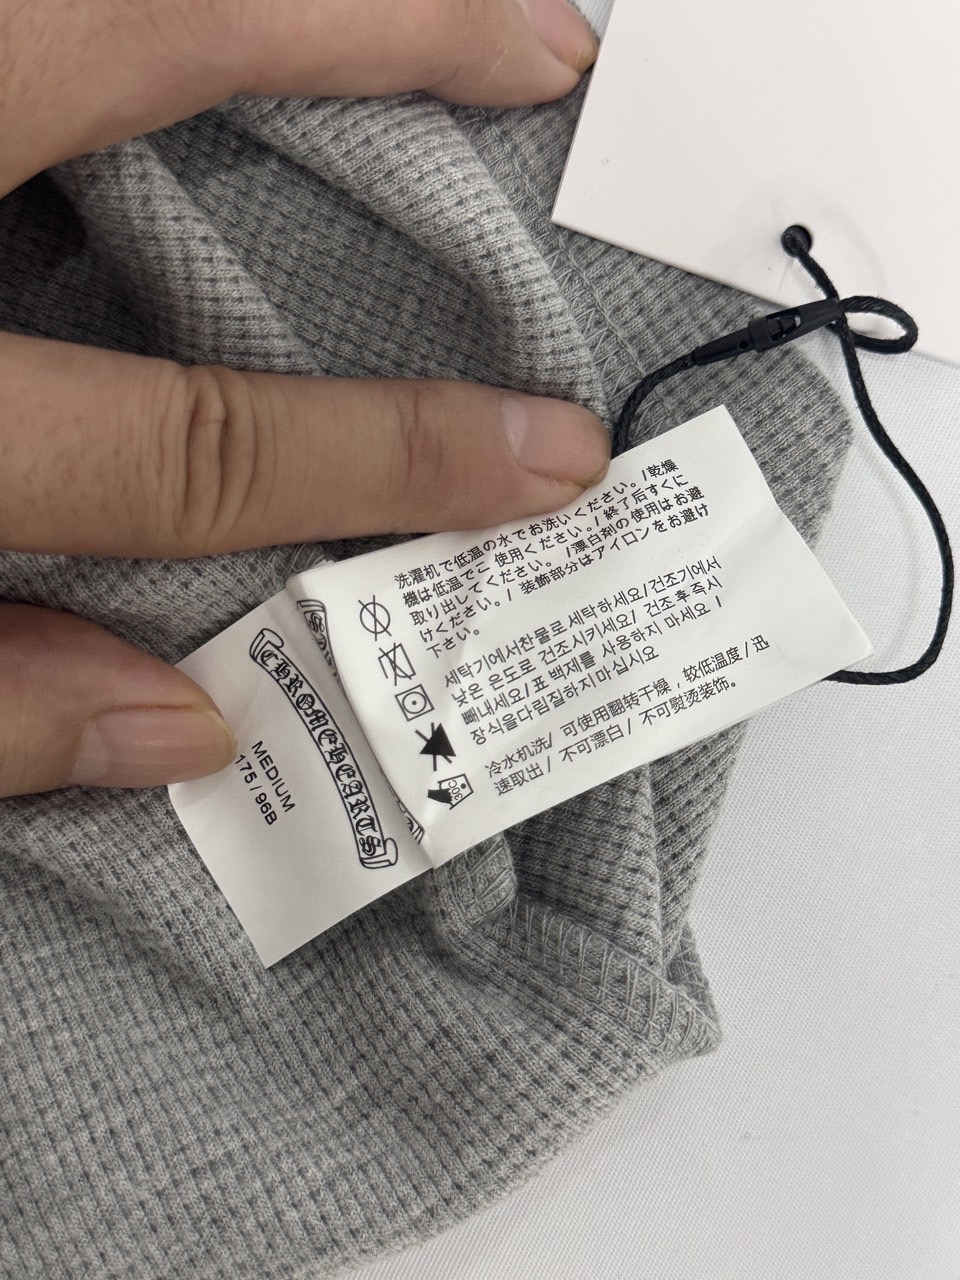 洗濯机で低温の水でお洗いください。/乾燥
機は低温でご使用ください。/終了后すぐに
取り出してください。/漂白剤の使用はお避
けください。/装飾部分はアイロンをお避け
下さい。
세탁기에서찬물로세탁하세요/건조기에서
낮은 온도로 건조시키세요/ 건조 후즉시
빼내세요/표 백제를 사용하지 마세요 /
장식을다림질하지마십시요
冷水机洗/ 可使用翻转干燥，较低温度/迅
速取出/ 不可漂白/ 不可熨烫装饰。
30C
CHROME HEARTS
MEDIUM
175/96B